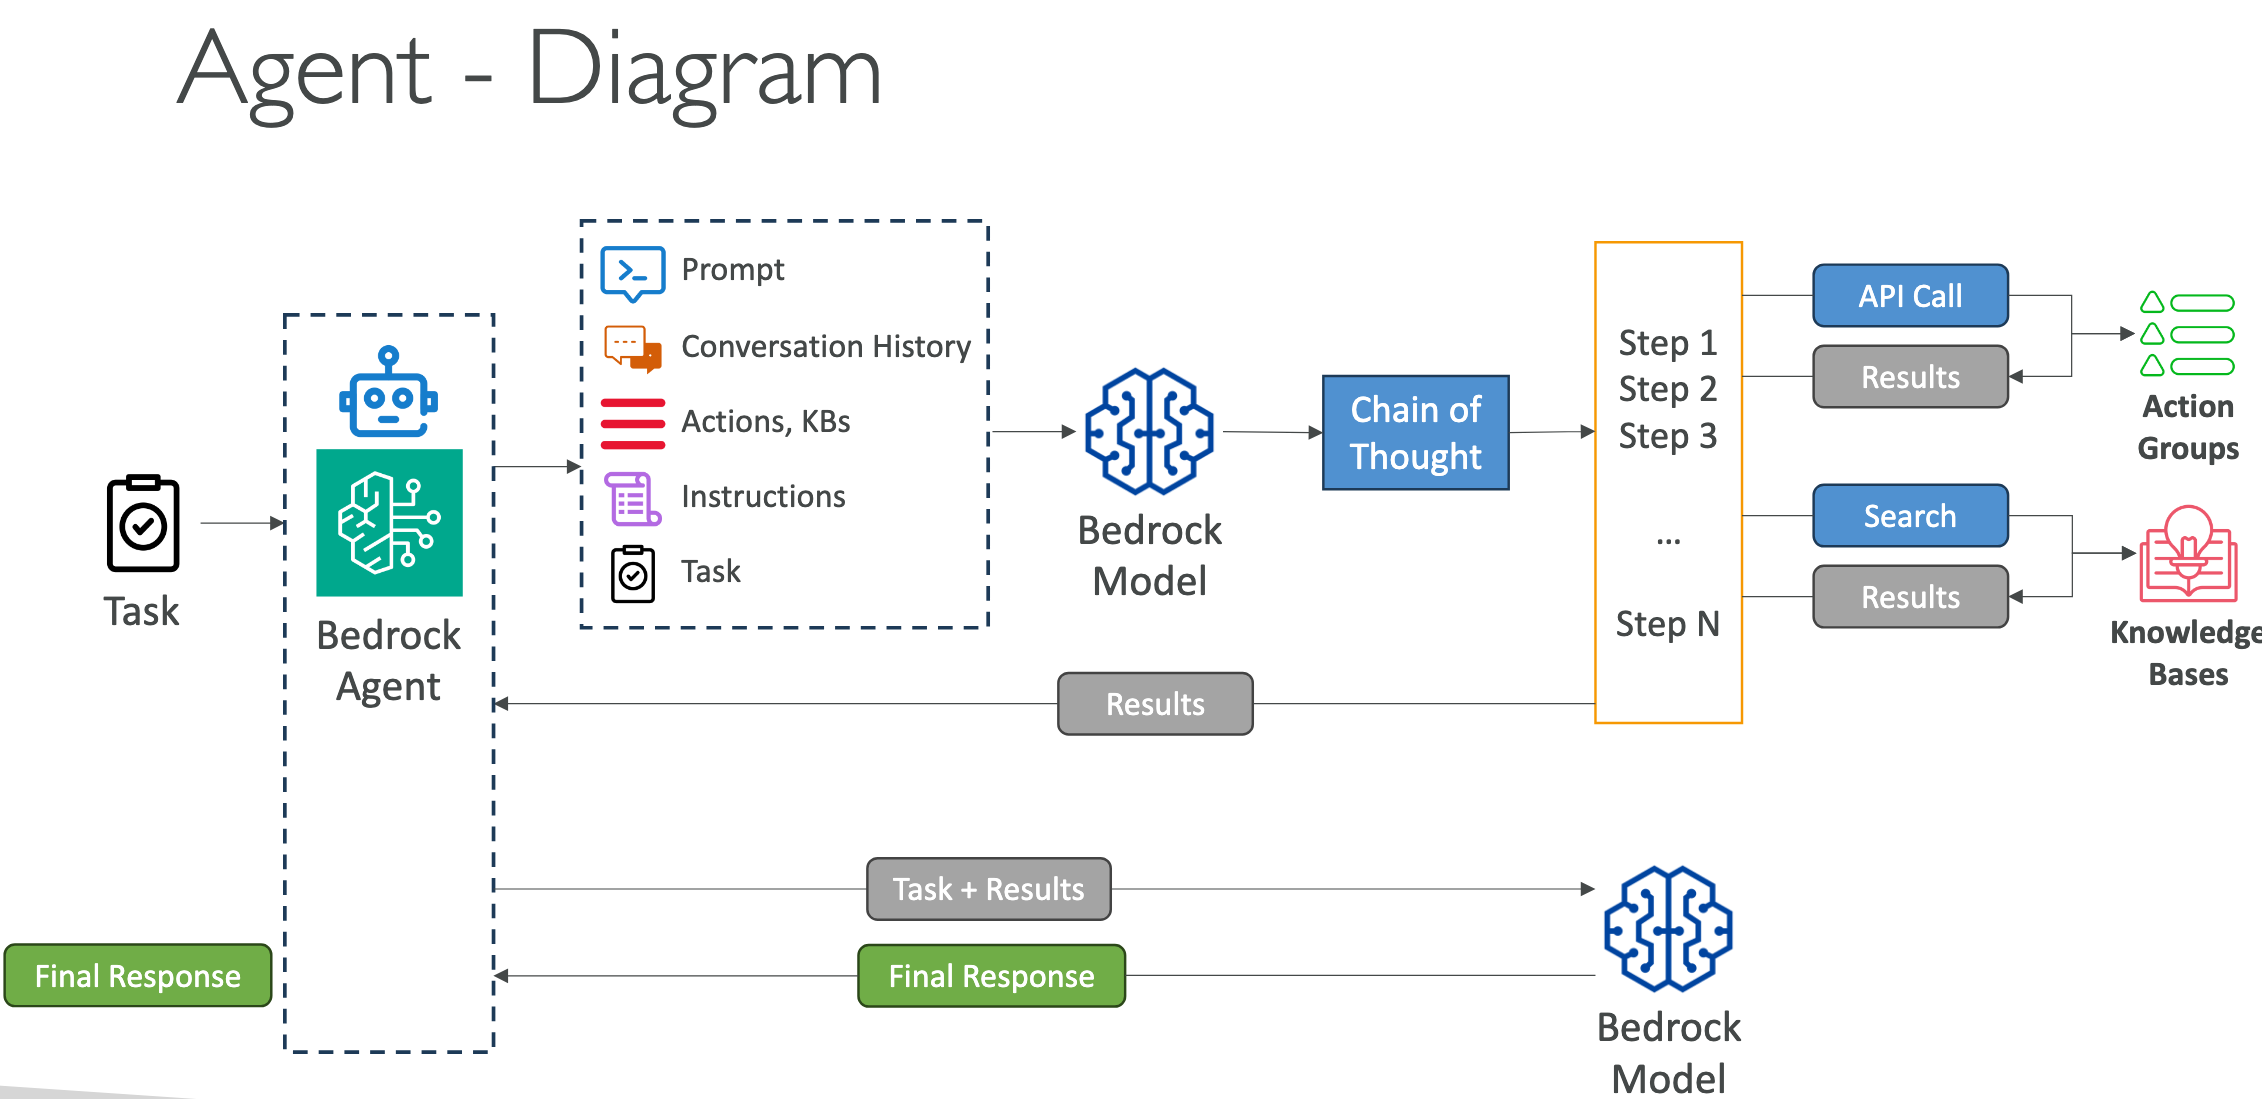 Agent - Diagram
Prompt
Conversation History
Actions, KBs
Instructions
Task
Task
Bedrock
Agent
Bedrock
Model
Chain of
Thought
Step 1
Step 2
Step 3
...
Step N
API Call
Results
Action
Groups
Search
Results
Knowledge
Bases
Results
Task + Results
Final Response
Final Response
Bedrock
Model